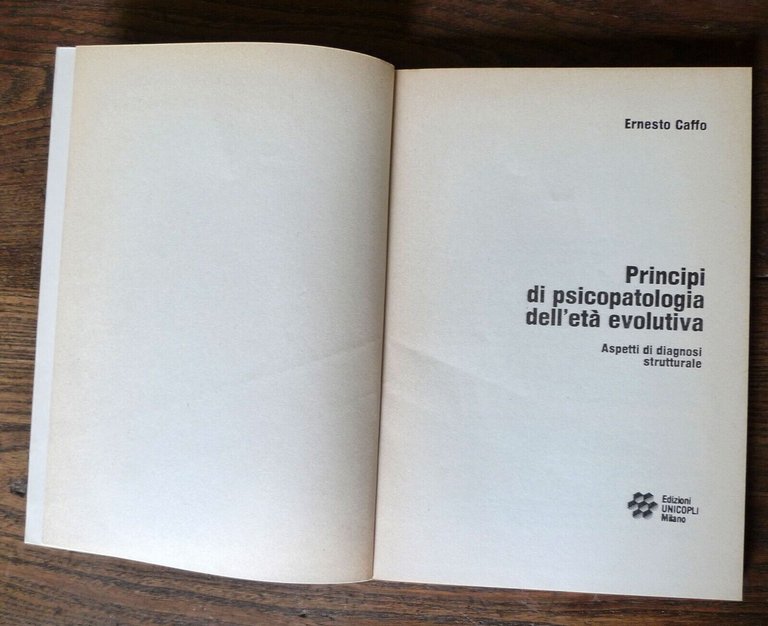 Ernesto Caffo
Principi
di psicopatologia
dell'età evolutiva
Aspetti di diagnosi
strutturale
Edizioni
UNICOPLI
Milano